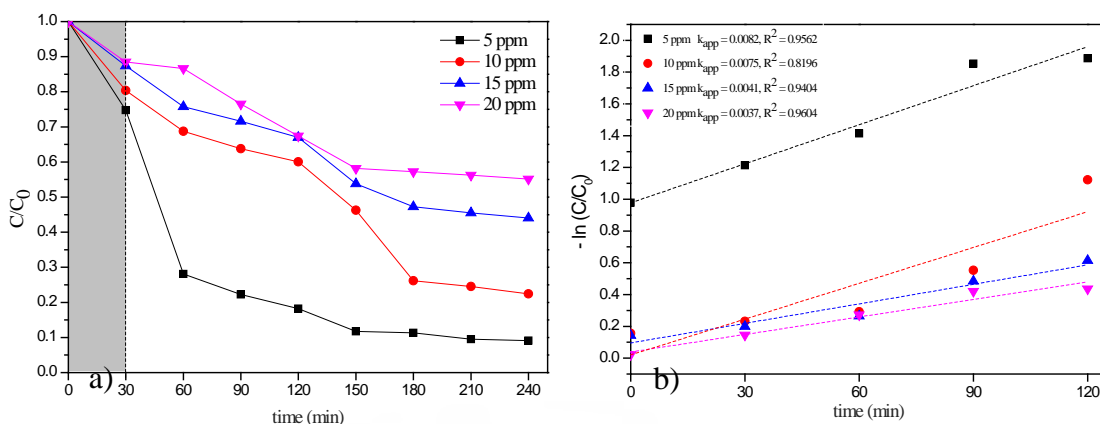 1.0
0.9
0.8
0.7
0.6
0.5
0.4
0.3
0.2
0.1
0.0
C/C0
5 ppm
10 ppm
15 ppm
20 ppm
a)
0 30 60 90 120 150 180 210 240
time (min)
2.0
1.8
1.6
1.4
1.2
1.0
0.8
0.6
0.4
0.2
0.0
- ln (C/C0)
5 ppm kapp = 0.0082, R2 = 0.9562
10 ppm kapp = 0.0075, R2 = 0.8196
15 ppm kapp = 0.0041, R2 = 0.9404
20 ppm kapp = 0.0037, R2 = 0.9604
b)
0 30 60 90 120
time (min)